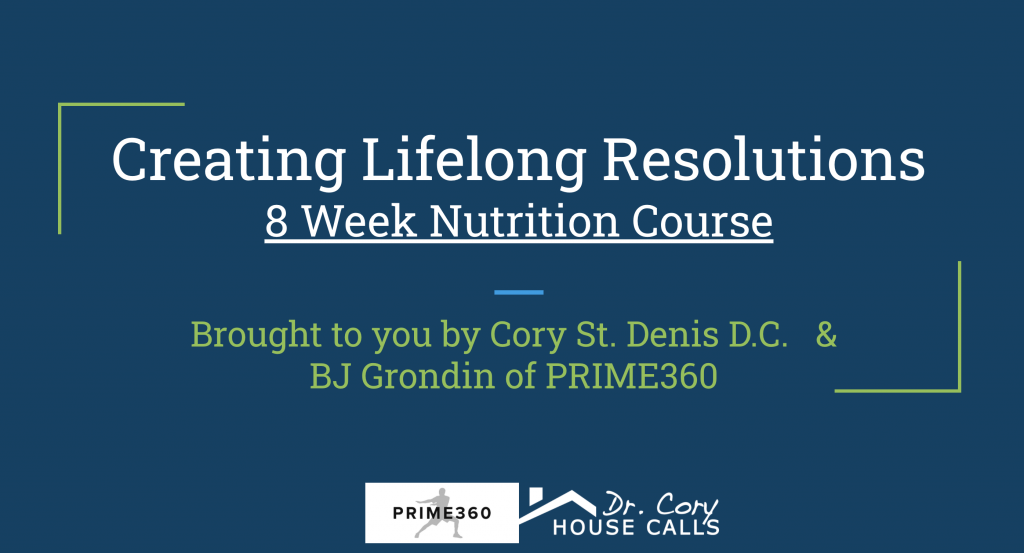 Creating Lifelong Resolutions
8 Week Nutrition Course
Brought to you by Cory St. Denis D.C. &
BJ Grondin of PRIME360
PRIME360
Dr. Cory
HOUSE CALLS